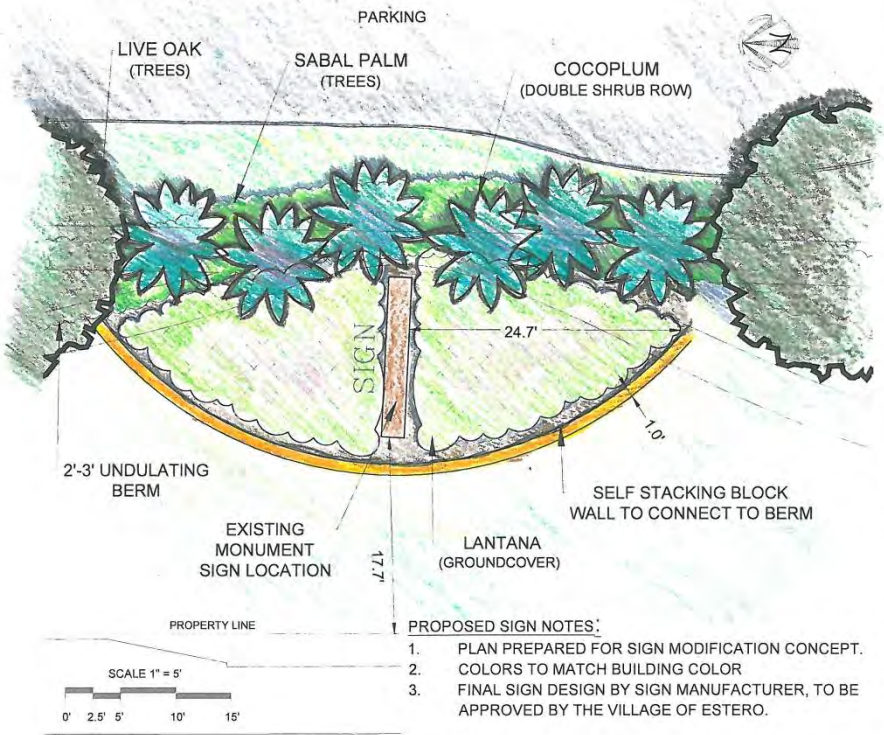 PARKING
LIVE OAK
(TREES)
SABAL PALM
(TREES)
COCOPLUM
(DOUBLE SHRUB ROW)
N
SIGN
24.7'
1.0'
2'-3' UNDULATING
BERM
EXISTING
MONUMENT
SIGN LOCATION
17.7'
LANTANA
(GROUNDCOVER)
SELF STACKING BLOCK
WALL TO CONNECT TO BERM
PROPERTY LINE
SCALE 1" = 5'
0' 2.5' 5' 10' 15'
PROPOSED SIGN NOTES:
1. PLAN PREPARED FOR SIGN MODIFICATION CONCEPT.
2. COLORS TO MATCH BUILDING COLOR
3. FINAL SIGN DESIGN BY SIGN MANUFACTURER, TO BE
APPROVED BY THE VILLAGE OF ESTERO.